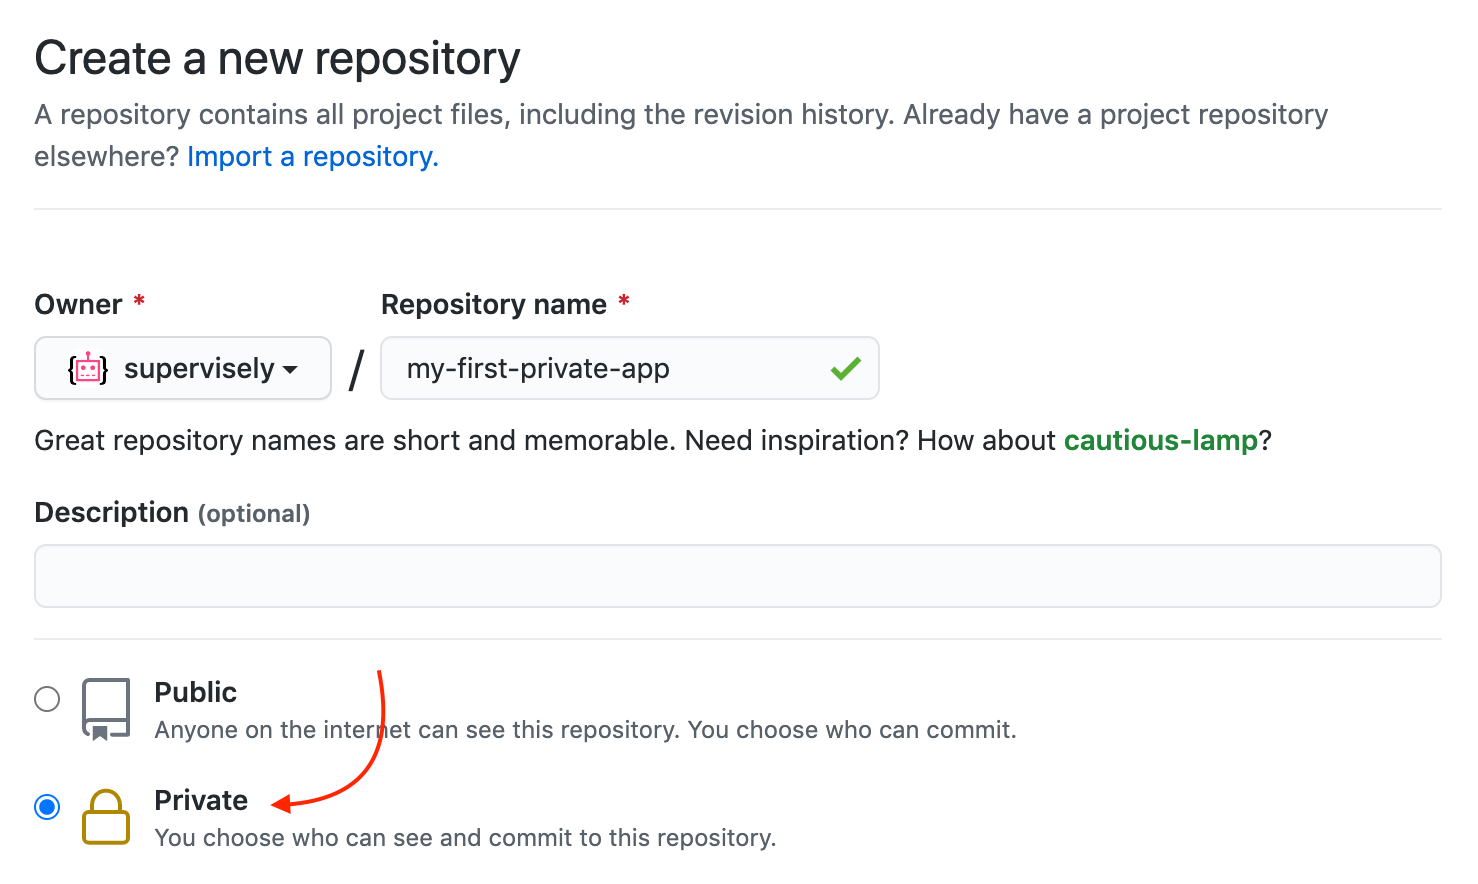 Create a new repository
A repository contains all project files, including the revision history. Already have a project repository
elsewhere? Import a repository.
Owner * Repository name *
supervisely / my-first-private-app
Great repository names are short and memorable. Need inspiration? How about cautious-lamp?
Description (optional)
Public
Anyone on the internet can see this repository. You choose who can commit.
Private
You choose who can see and commit to this repository.